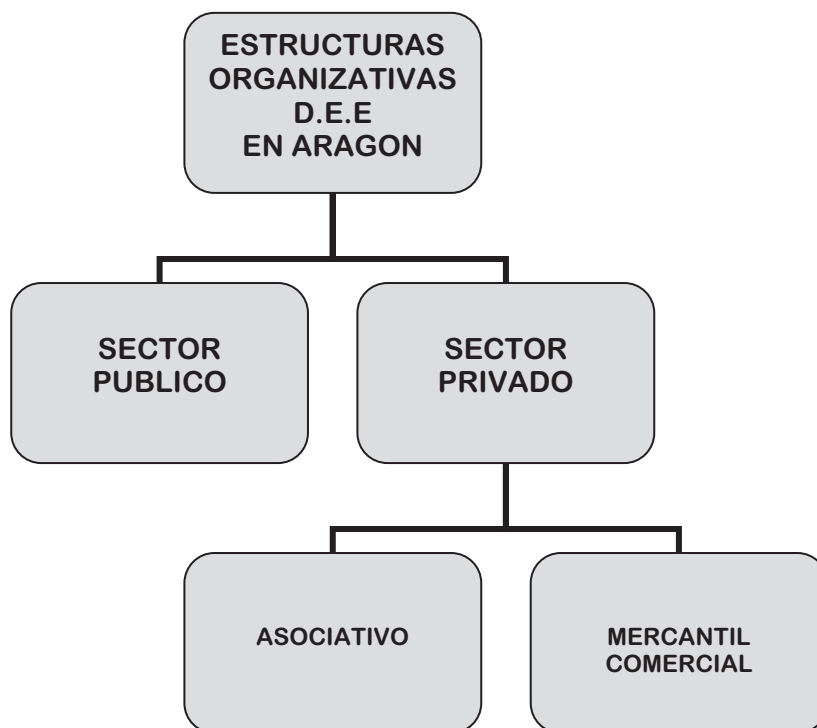 ESTRUCTURAS
ORGANIZATIVAS
D.E.E
EN ARAGON
SECTOR
PUBLICO
SECTOR
PRIVADO
ASOCIATIVO
MERCANTIL
COMERCIAL